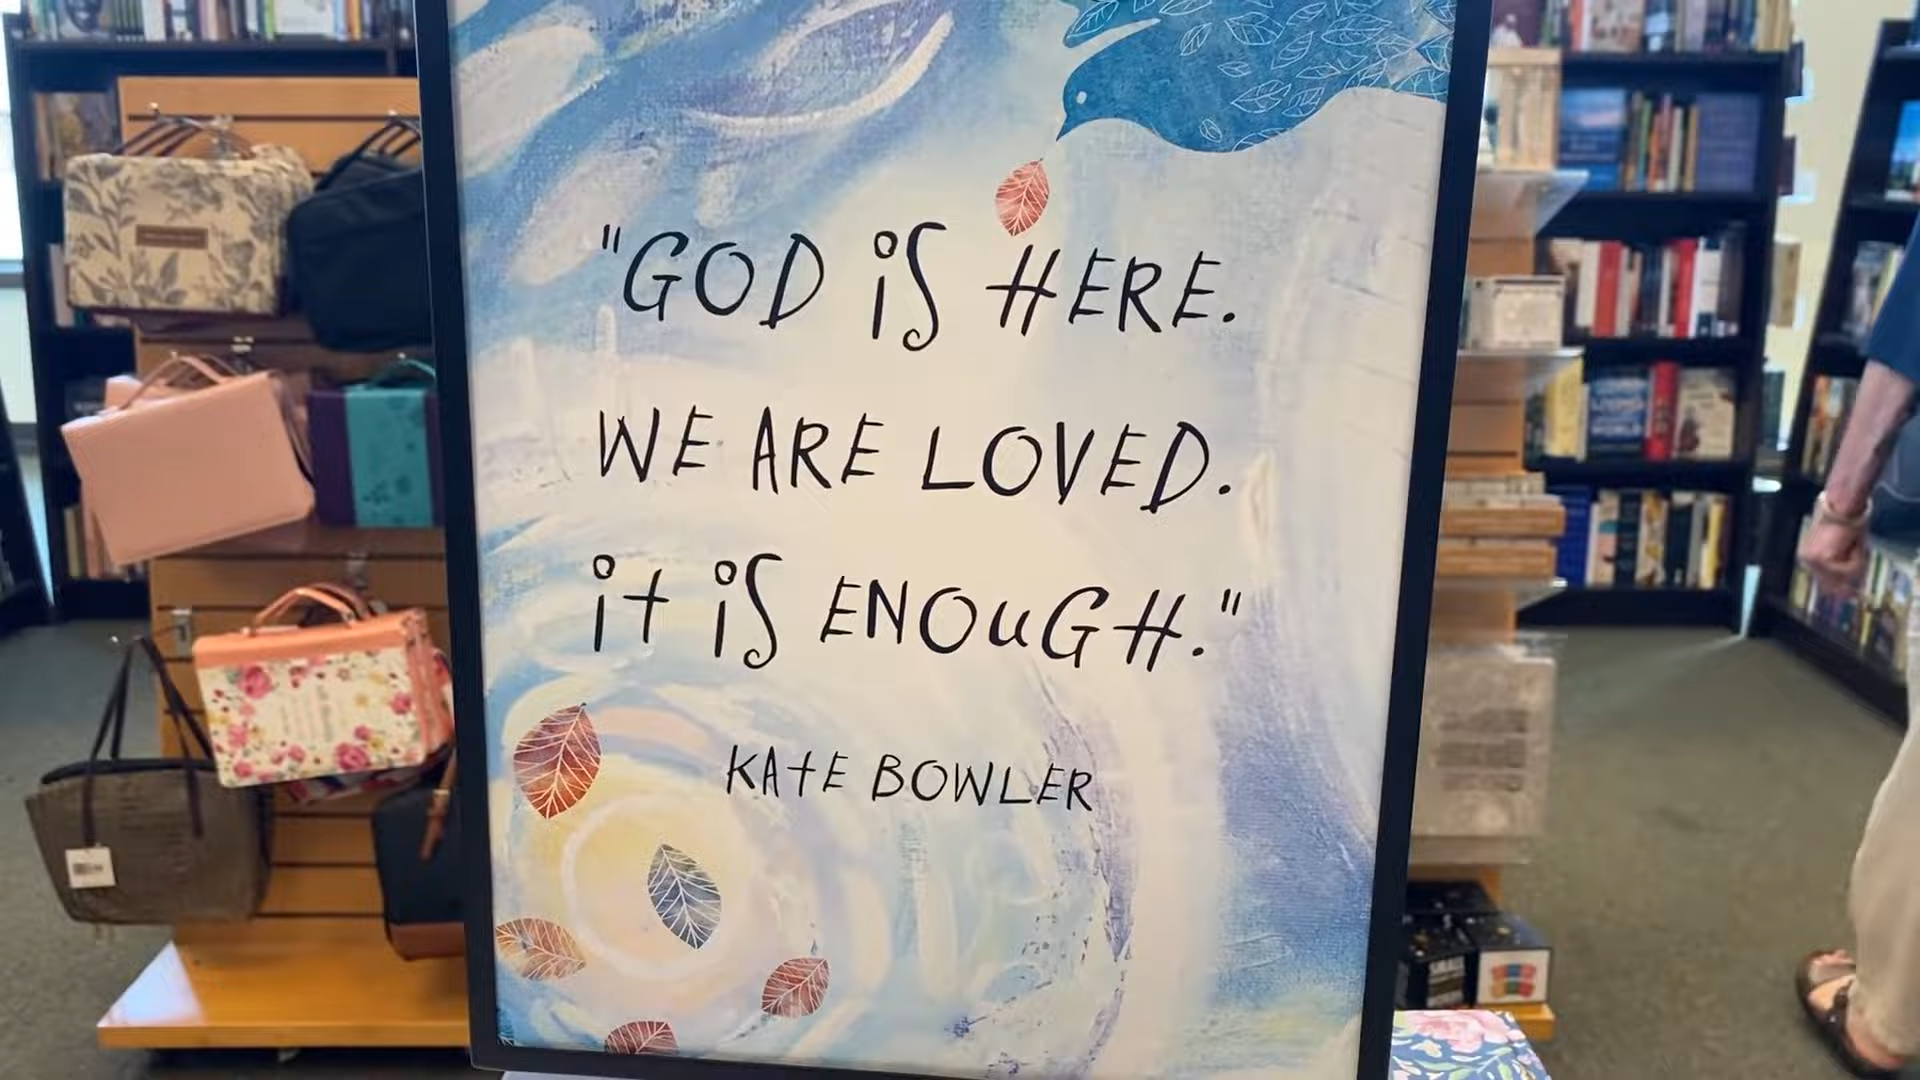 "GOD iS HERE.
WE ARE LOVED.
it iS ENOuGH."
KAtE BOWLER